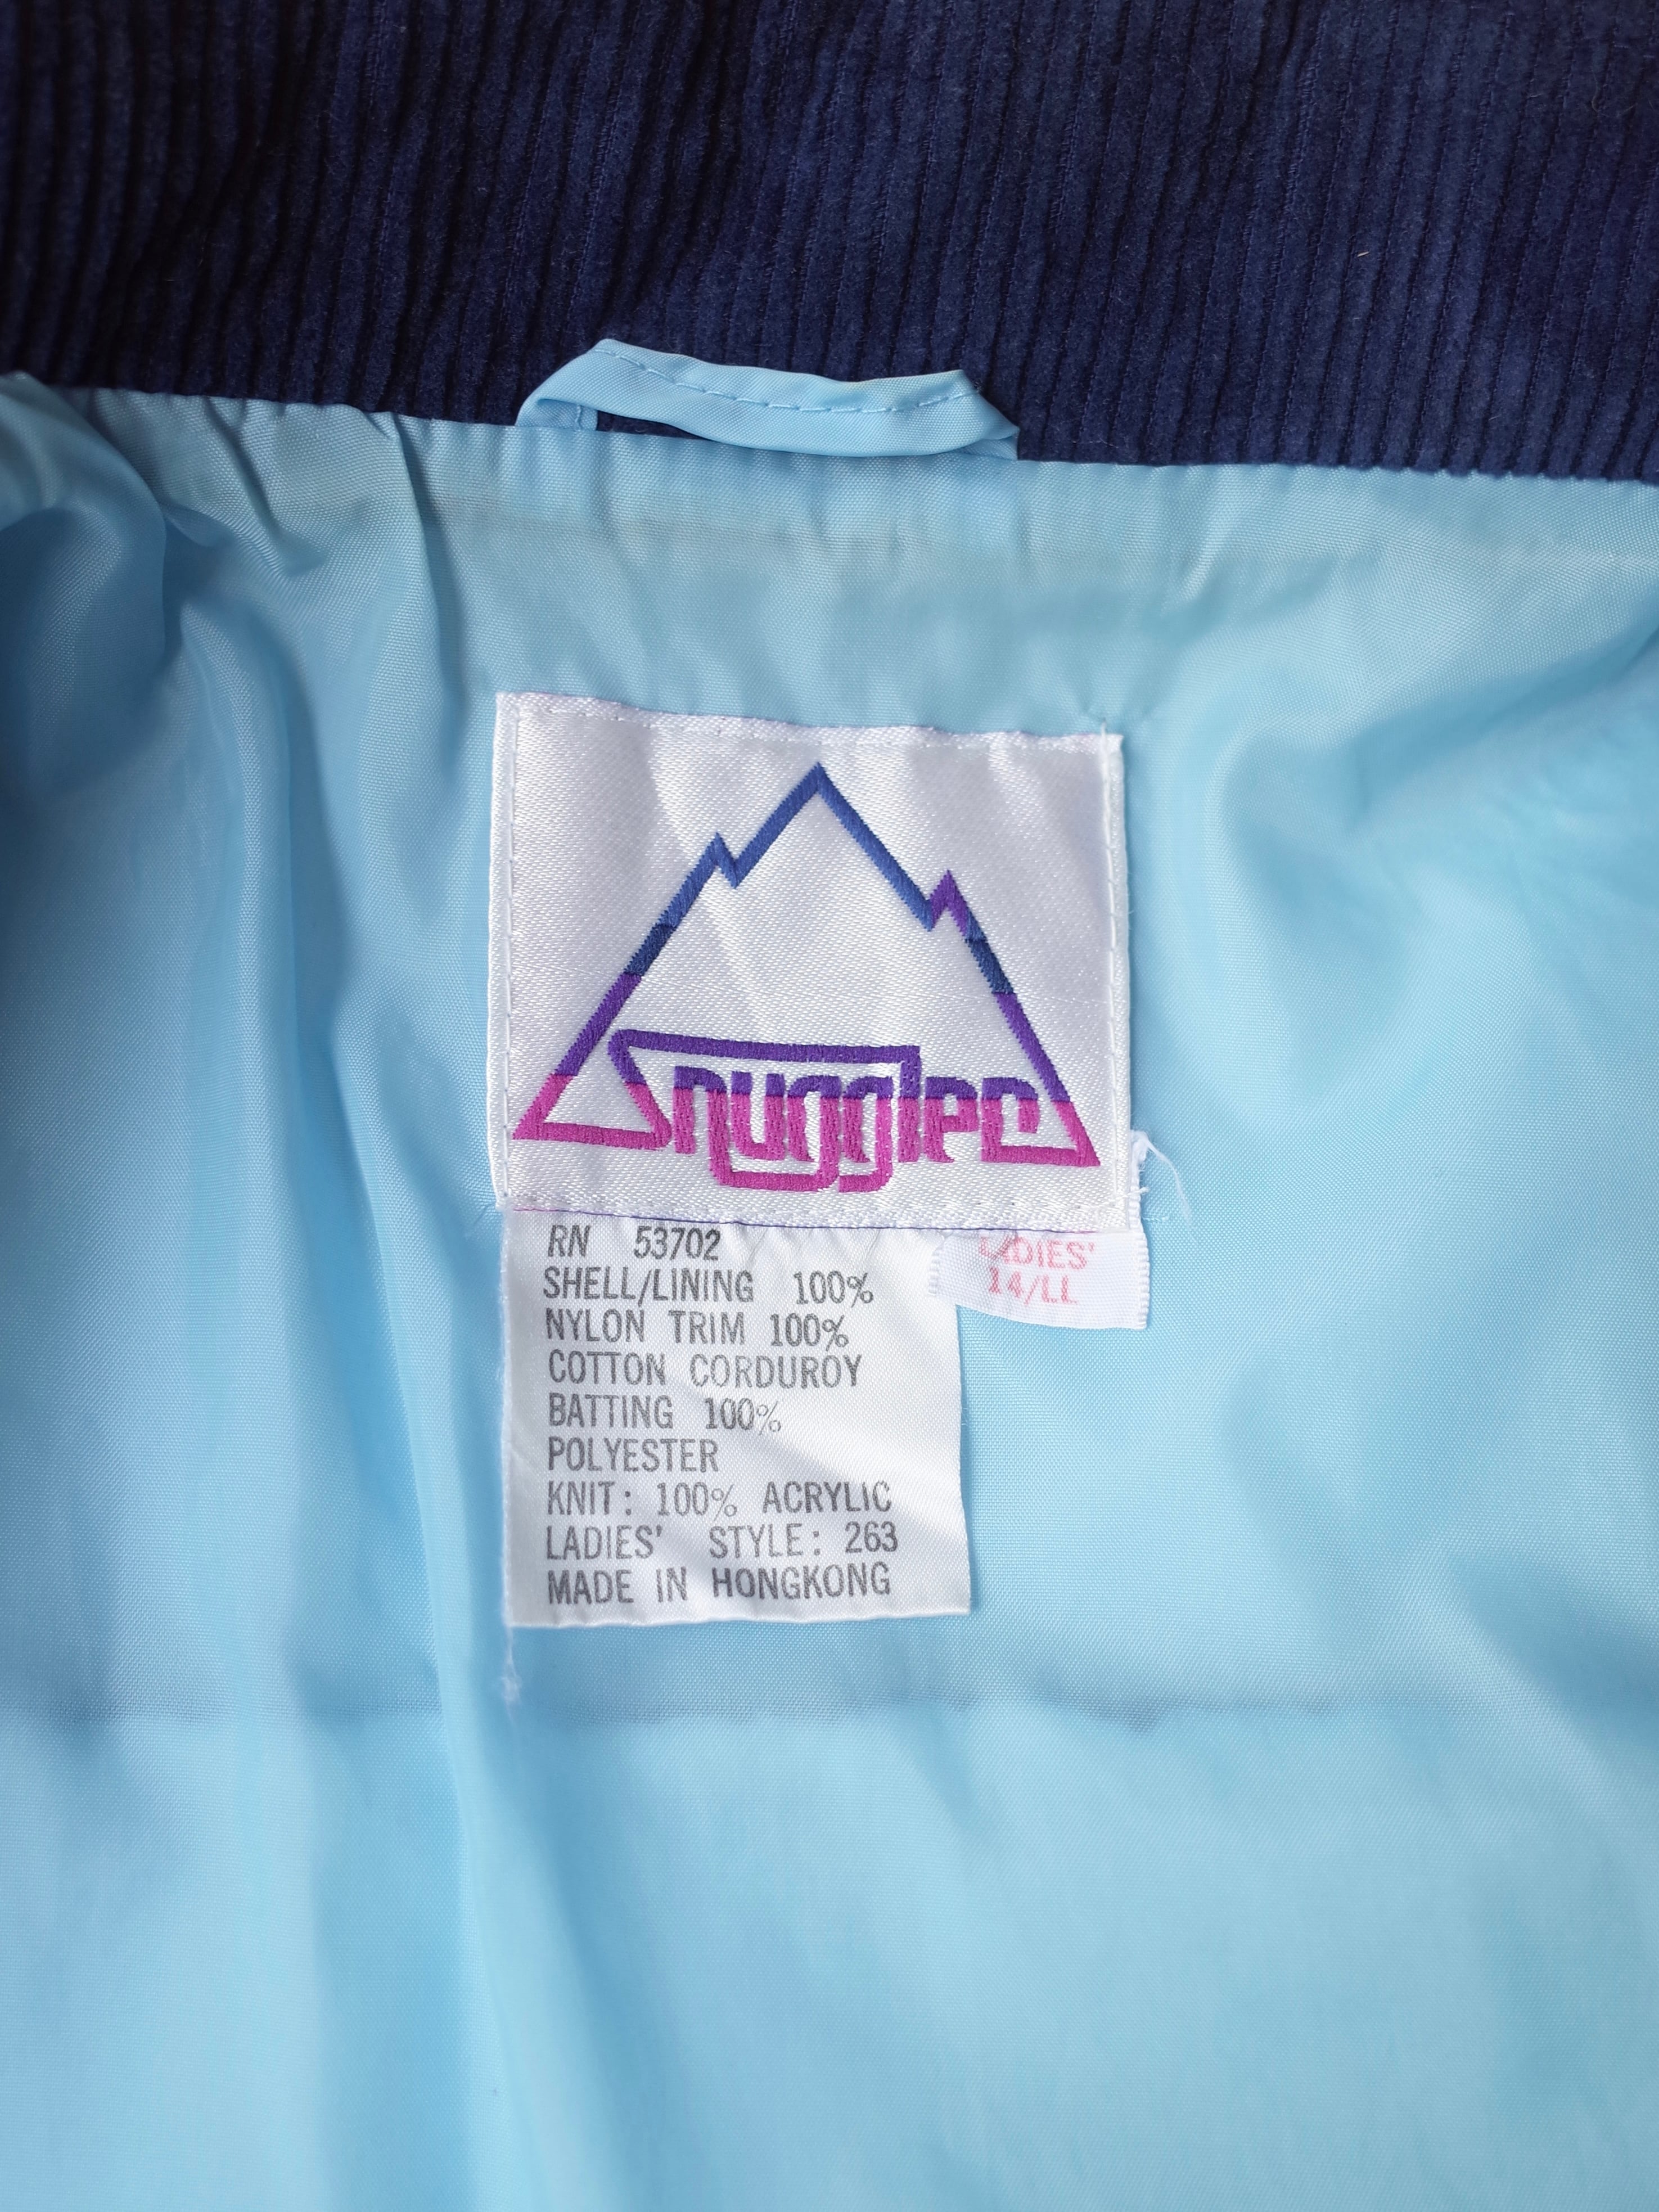 Snuggler
RN 53702
SHELL/LINING 100%
NYLON TRIM 100%
COTTON CORDUROY
BATTING 100%
POLYESTER
KNIT: 100% ACRYLIC
LADIES' STYLE: 263
MADE IN HONGKONG
LADIES'
14/LL